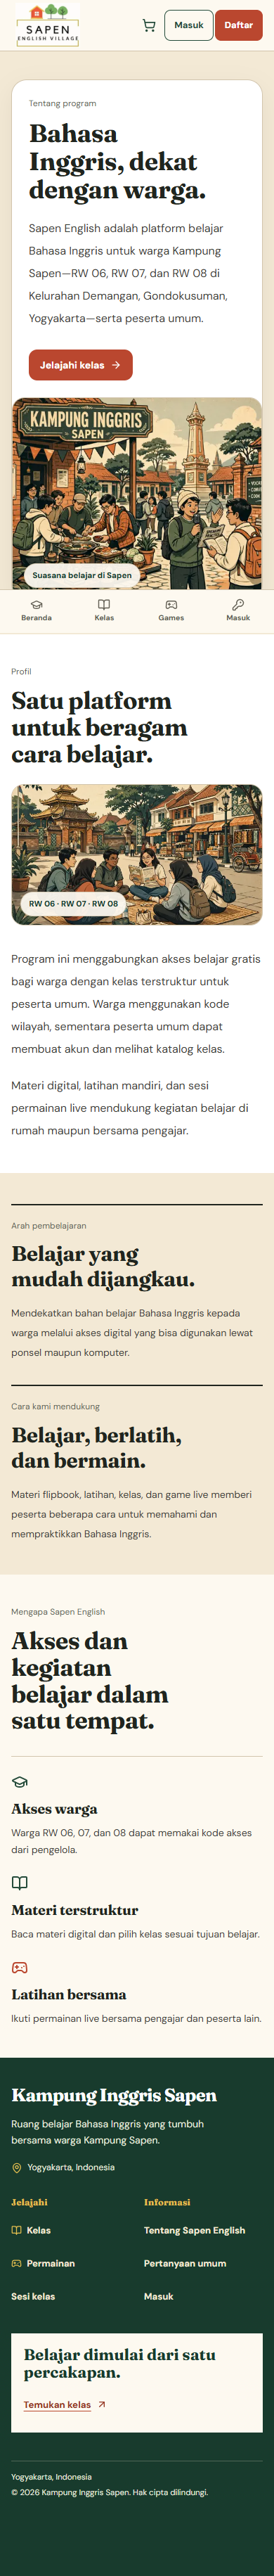 SAPEN
ENGLISH VILLAGE
Masuk
Daftar
Tentang program
Bahasa
Inggris, dekat
dengan warga.
Sapen English adalah platform belajar
Bahasa Inggris untuk warga Kampung
Sapen—RW 06, RW 07, dan RW 08 di
Kelurahan Demangan, Gondokusuman,
Yogyakarta—serta peserta umum.
Jelajahi kelas
KAMPUNG INGGRIS
SAPEN
Suasana belajar di Sapen
Beranda
Kelas
Games
Masuk
Profil
Satu platform
untuk beragam
cara belajar.
RW 06 · RW 07 · RW 08
Program ini menggabungkan akses belajar gratis
bagi warga dengan kelas terstruktur untuk
peserta umum. Warga menggunakan kode
wilayah, sementara peserta umum dapat
membuat akun dan melihat katalog kelas.
Materi digital, latihan mandiri, dan sesi
permainan live mendukung kegiatan belajar di
rumah maupun bersama pengajar.
Arah pembelajaran
Belajar yang
mudah dijangkau.
Mendekatkan bahan belajar Bahasa Inggris kepada
warga melalui akses digital yang bisa digunakan lewat
ponsel maupun komputer.
Cara kami mendukung
Belajar, berlatih,
dan bermain.
Materi flipbook, latihan, kelas, dan game live memberi
peserta beberapa cara untuk memahami dan
mempraktikkan Bahasa Inggris.
Mengapa Sapen English
Akses dan
kegiatan
belajar dalam
satu tempat.
Akses warga
Warga RW 06, 07, dan 08 dapat memakai kode akses
dari pengelola.
Materi terstruktur
Baca materi digital dan pilih kelas sesuai tujuan belajar.
Latihan bersama
Ikuti permainan live bersama pengajar dan peserta lain.
Kampung Inggris Sapen
Ruang belajar Bahasa Inggris yang tumbuh
bersama warga Kampung Sapen.
Yogyakarta, Indonesia
Jelajahi
Informasi
Kelas
Tentang Sapen English
Permainan
Pertanyaan umum
Sesi kelas
Masuk
Belajar dimulai dari satu
percakapan.
Temukan kelas
Yogyakarta, Indonesia
© 2026 Kampung Inggris Sapen. Hak cipta dilindungi.